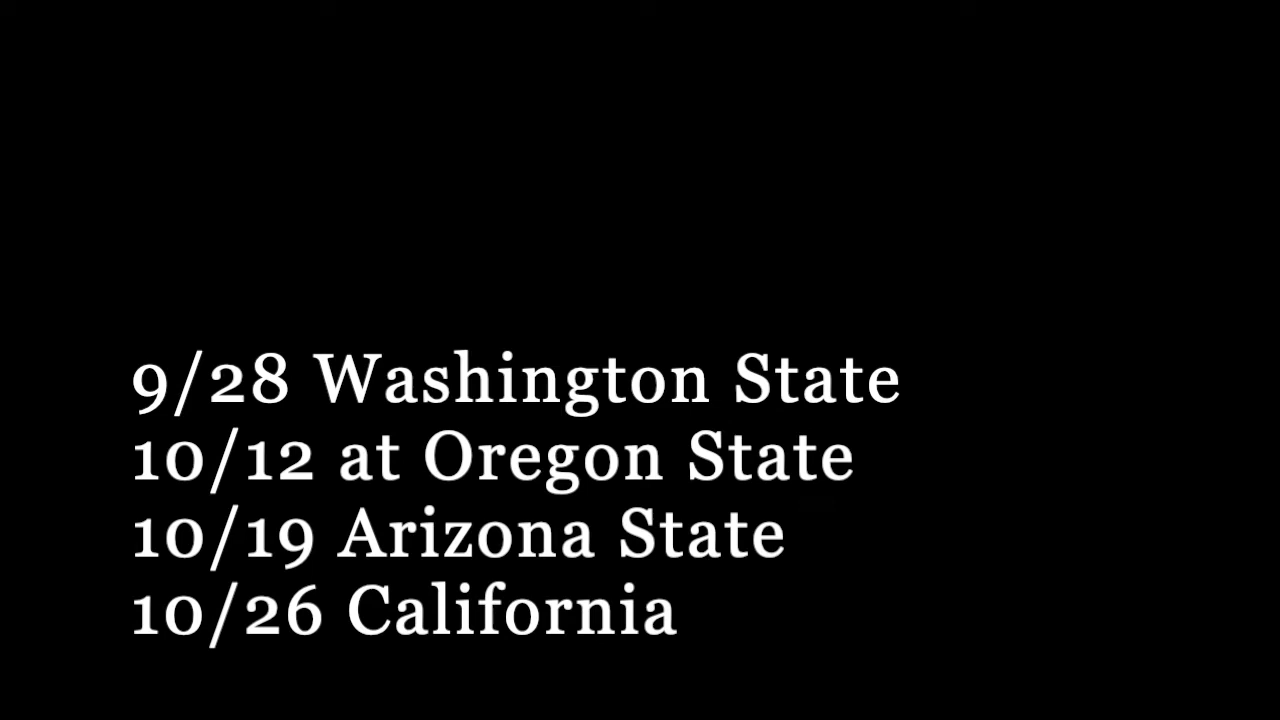 9/28 Washington State
10/12 at Oregon State
10/19 Arizona State
10/26 California